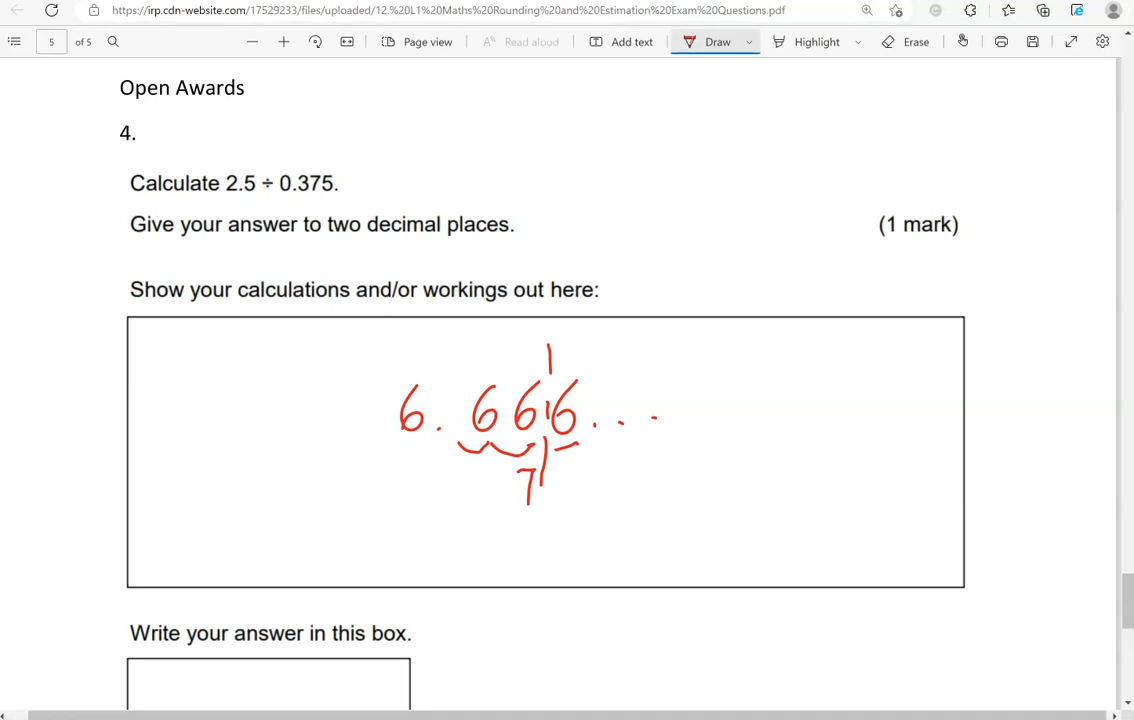 https://irp.cdn-website.com/17529233/files/uploaded/12.%20L1%20Maths%20Rounding%20and%20Estimation%20Exam%20Questions.pdf
5 of 5
Page view
Read aloud
Add text
Draw
Highlight
Erase
Open Awards
4.
Calculate 2.5 ÷ 0.375.
Give your answer to two decimal places. (1 mark)
Show your calculations and/or workings out here:
6.666...
7
Write your answer in this box.